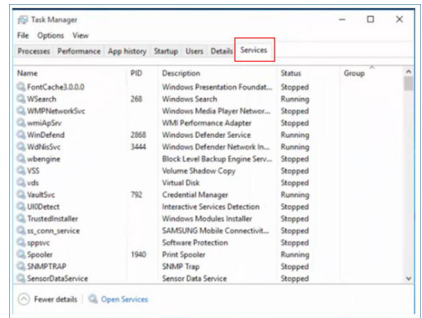 Task Manager
File Options View
Processes Performance App history Startup Users Details Services
Name PID Description Status Group
FontCache3.0.0.0 Windows Presentation Foundat... Stopped
WSearch 268 Windows Search Running
WMPNetworkSvc Windows Media Player Networ... Stopped
wmiApSrv WMI Performance Adapter Stopped
WinDefend 2868 Windows Defender Service Running
WdNisSvc 3444 Windows Defender Network In... Running
wbengine Block Level Backup Engine Serv... Stopped
VSS Volume Shadow Copy Stopped
vds Virtual Disk Stopped
VaultSvc 792 Credential Manager Running
UI0Detect Interactive Services Detection Stopped
TrustedInstaller Windows Modules Installer Stopped
ss_conn_service SAMSUNG Mobile Connectivit... Stopped
sppsvc Software Protection Stopped
Spooler 1940 Print Spooler Running
SNMPTRAP SNMP Trap Stopped
SensorDataService Sensor Data Service Stopped
Fewer details Open Services